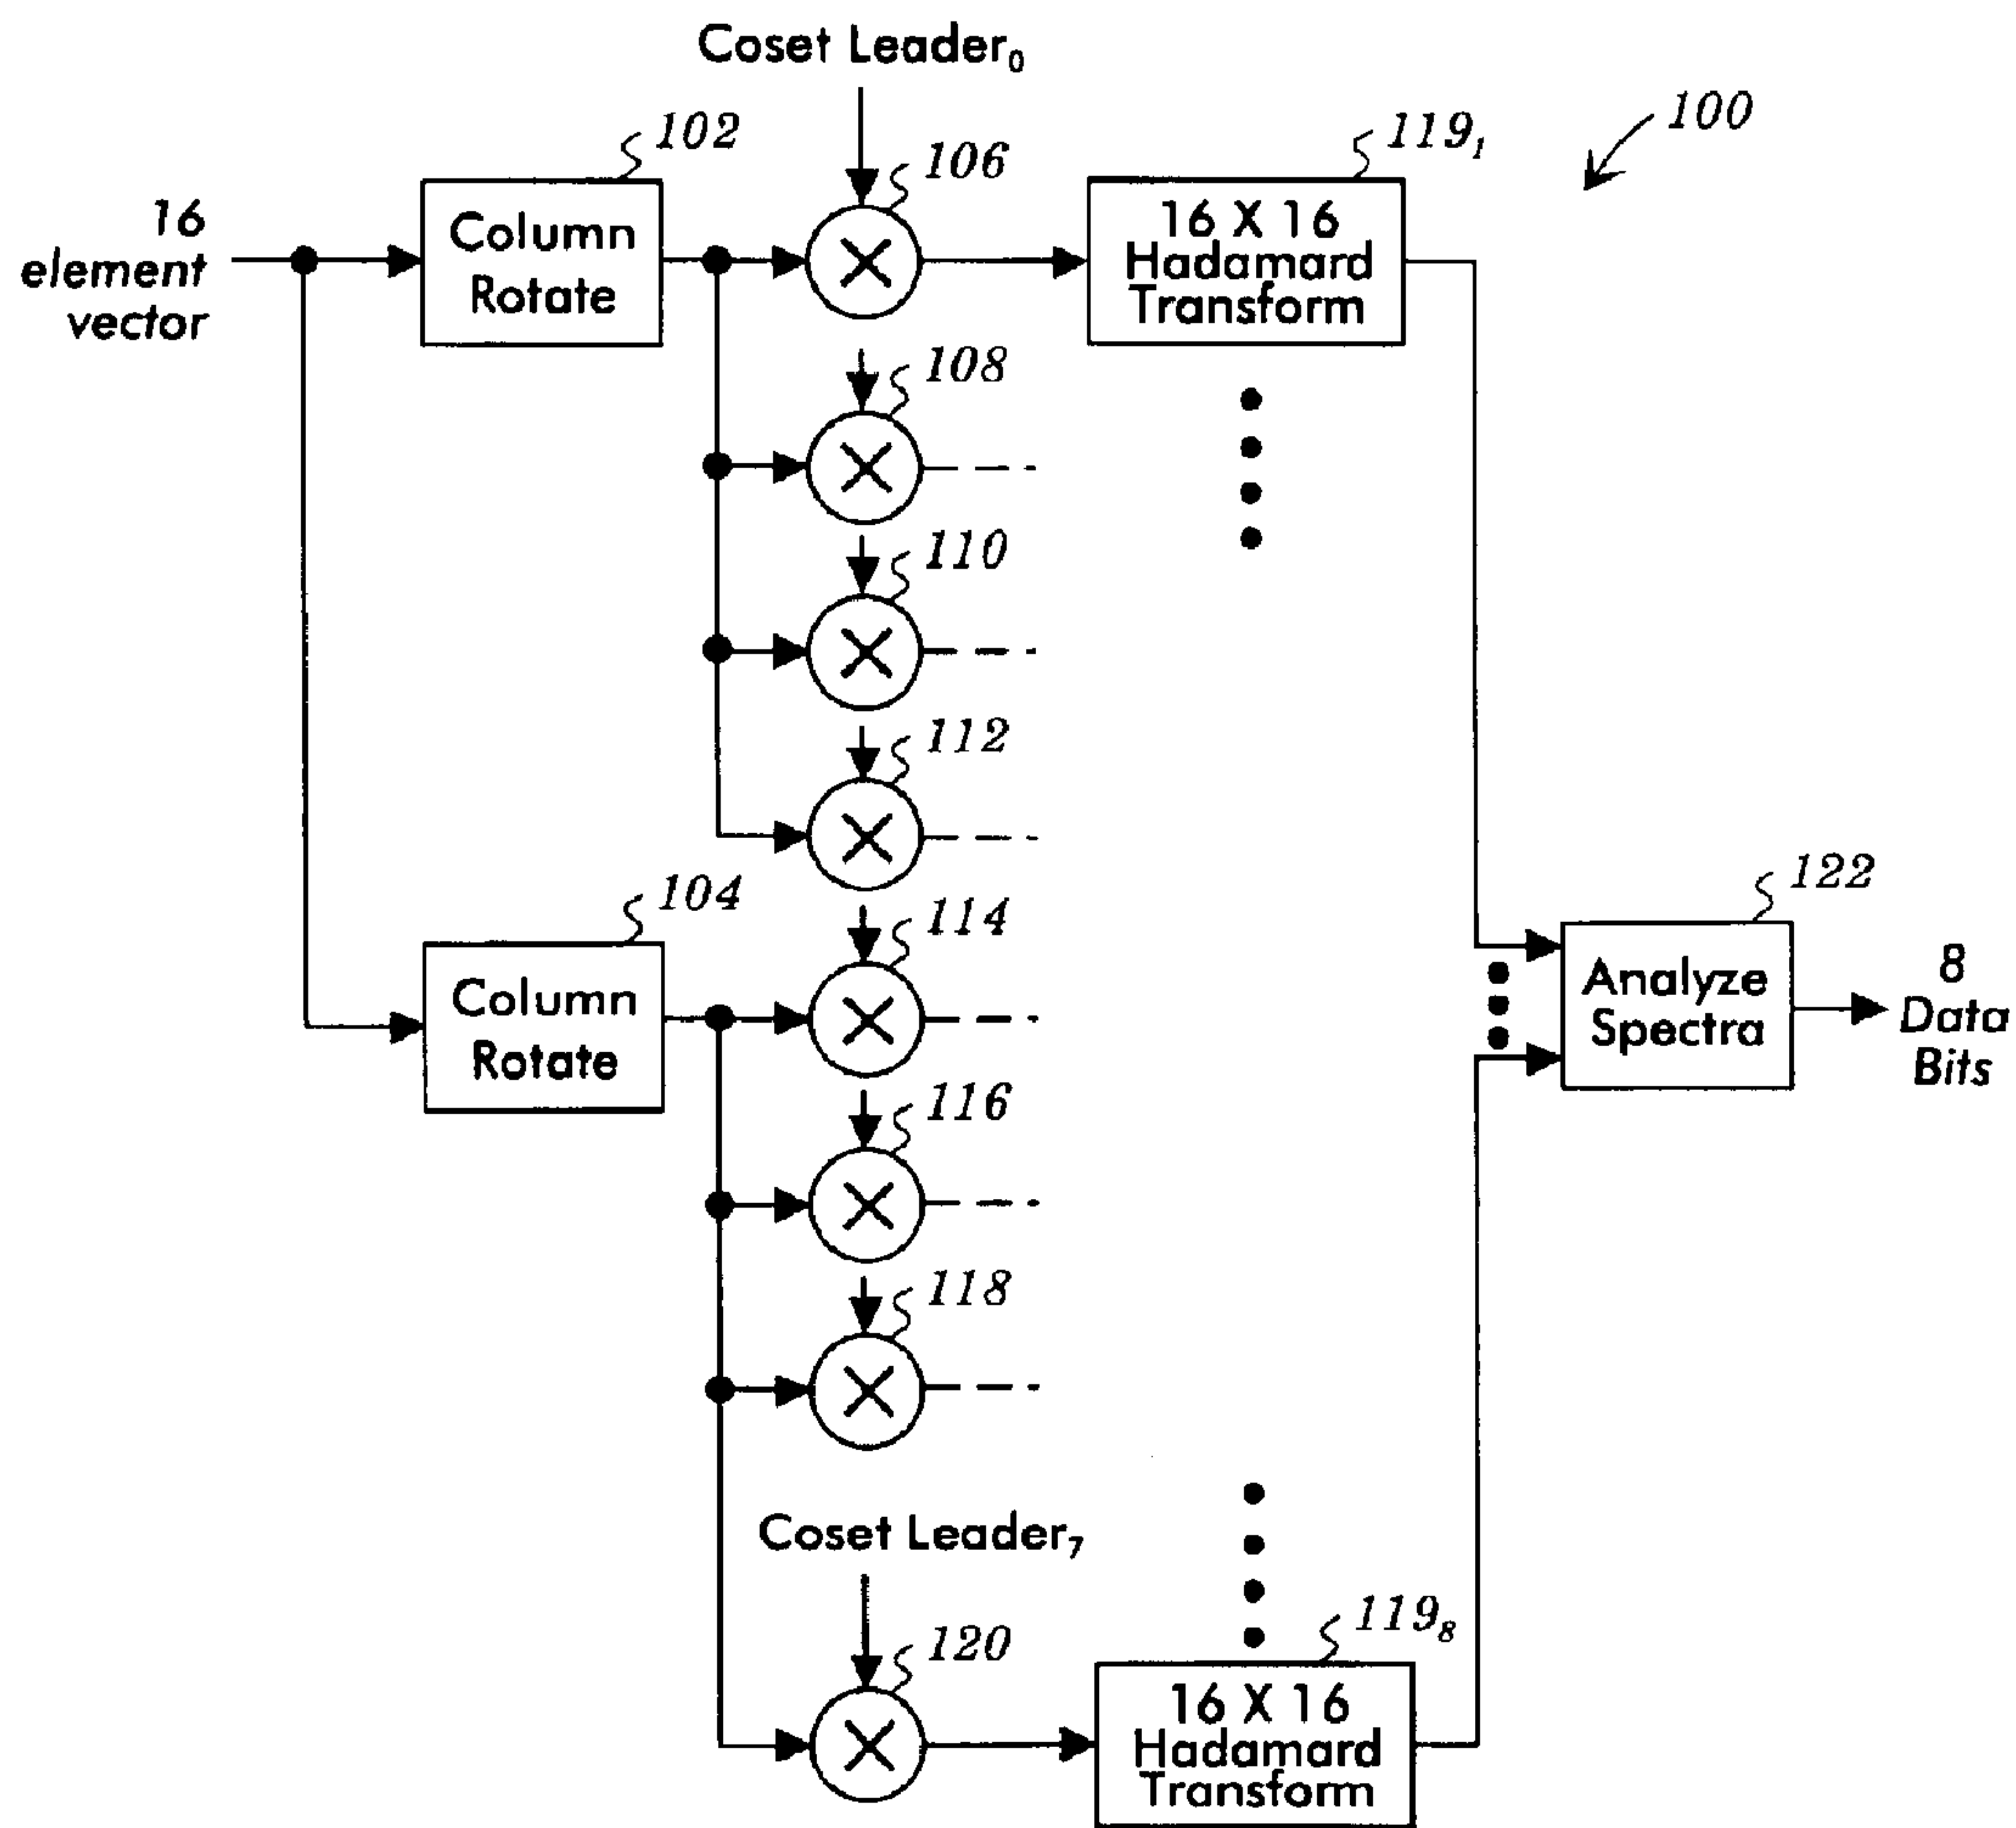 Coset Leader₀
100
102
106
119₁
16
element
vector
Column
Rotate
16 X 16
Hadamard
Transform
108
110
112
104
114
122
Column
Rotate
Analyze
Spectra
8
Data
Bits
116
118
Coset Leader₇
119₈
120
16 X 16
Hadamard
Transform